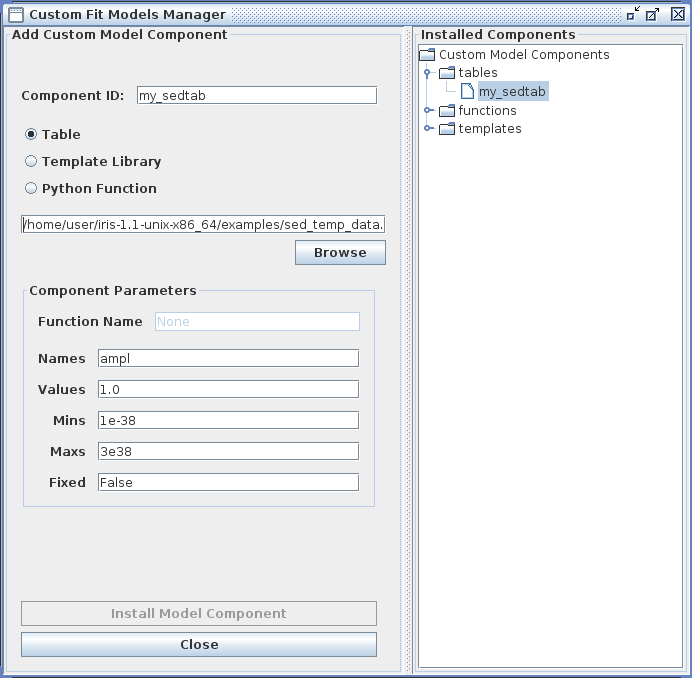 Custom Fit Models Manager
Add Custom Model Component
Component ID: my_sedtab
Table
Template Library
Python Function
/home/user/iris-1.1-unix-x86_64/examples/sed_temp_data.
Browse
Component Parameters
Function Name None
Names ampl
Values 1.0
Mins 1e-38
Maxs 3e38
Fixed False
Install Model Component
Close
Installed Components
Custom Model Components
tables
my_sedtab
functions
templates